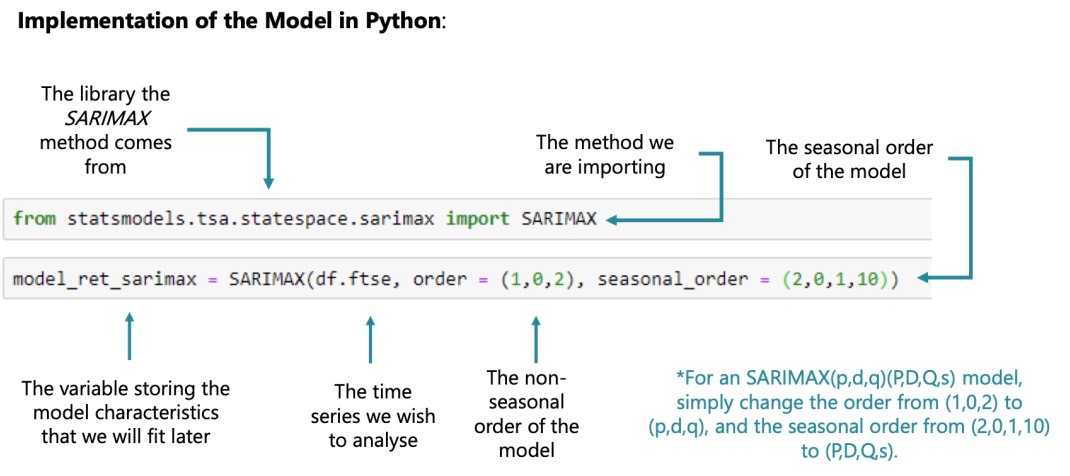 Implementation of the Model in Python:
The library the
SARIMAX
method comes
from
The method we
are importing
The seasonal order
of the model
from statsmodels.tsa.statespace.sarimax import SARIMAX
model_ret_sarimax = SARIMAX(df.ftse, order = (1,0,2), seasonal_order = (2,0,1,10))
The variable storing the
model characteristics
that we will fit later
The time
series we wish
to analyse
The non-
seasonal
order of the
model
*For an SARIMAX(p,d,q)(P,D,Q,s) model,
simply change the order from (1,0,2) to
(p,d,q), and the seasonal order from (2,0,1,10)
to (P,D,Q,s).